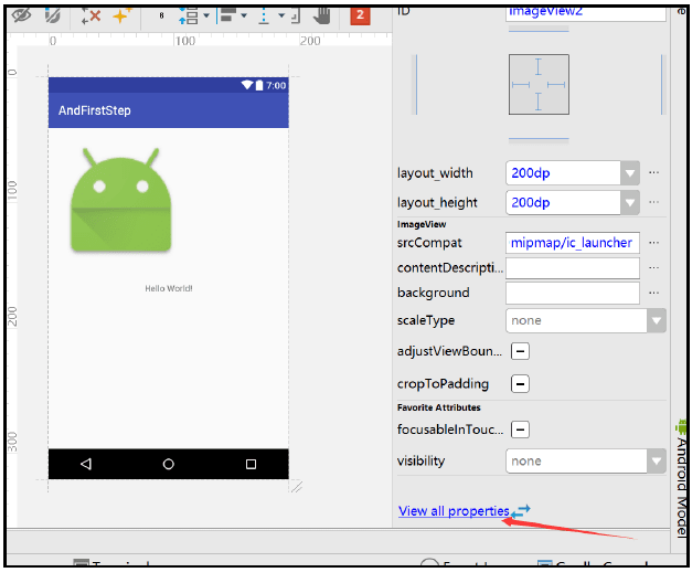 ID
imageView2
6
2
0
100
200
0
100
200
300
7:00
AndFirstStep
Hello World!
layout_width
200dp
layout_height
200dp
ImageView
srcCompat
mipmap/ic_launcher
contentDescripti...
background
scaleType
none
adjustViewBoun...
cropToPadding
Favorite Attributes
focusableInTouc...
visibility
none
View all properties
Android Model